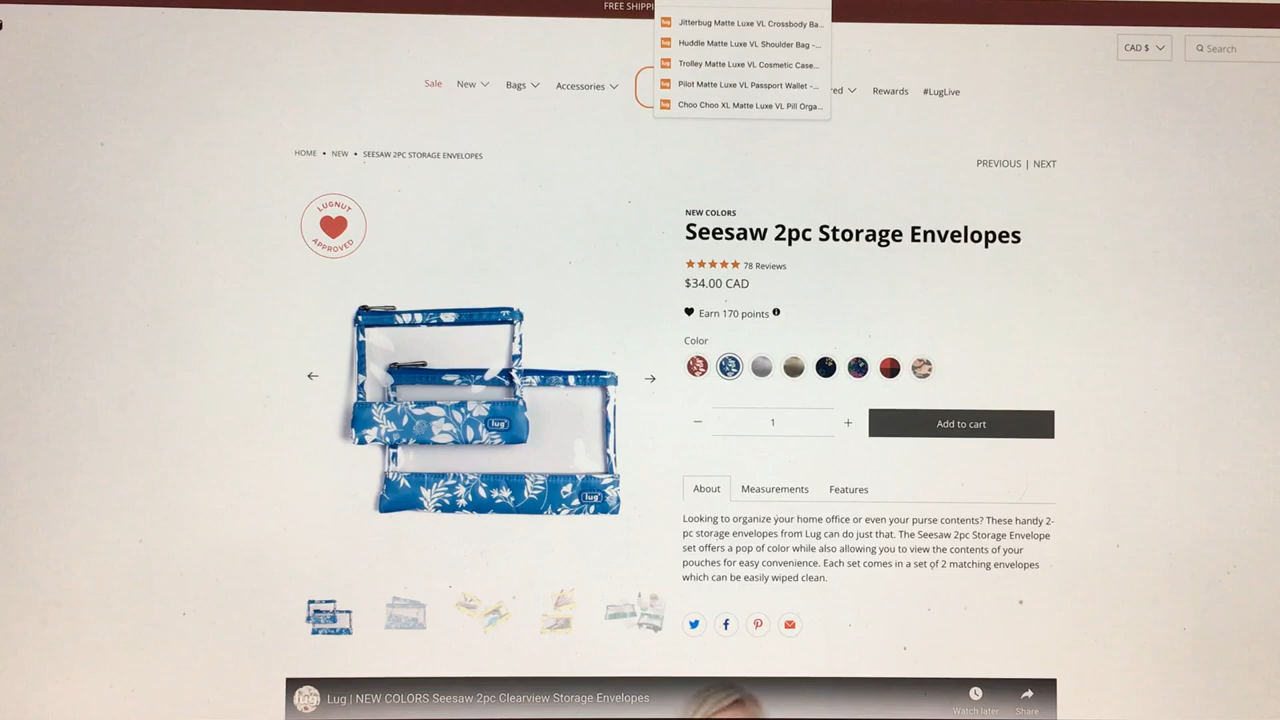 FREE SHIPPI
Jitterbug Matte Luxe VL Crossbody Ba...
Huddle Matte Luxe VL Shoulder Bag -...
Trolley Matte Luxe VL Cosmetic Case...
Pilot Matte Luxe VL Passport Wallet -...
Choo Choo XL Matte Luxe VL Pill Orga...
CAD $
Search
Sale
New
Bags
Accessories
red
Rewards
#LugLive
HOME • NEW • SEESAW 2PC STORAGE ENVELOPES
PREVIOUS | NEXT
LUGNUT
APPROVED
NEW COLORS
Seesaw 2pc Storage Envelopes
78 Reviews
$34.00 CAD
Earn 170 points
Color
lug
lug
− 1 +
Add to cart
About
Measurements
Features
Looking to organize your home office or even your purse contents? These handy 2-
pc storage envelopes from Lug can do just that. The Seesaw 2pc Storage Envelope
set offers a pop of color while also allowing you to view the contents of your
pouches for easy convenience. Each set comes in a set of 2 matching envelopes
which can be easily wiped clean.
lug
Lug | NEW COLORS Seesaw 2pc Clearview Storage Envelopes
Watch later
Share